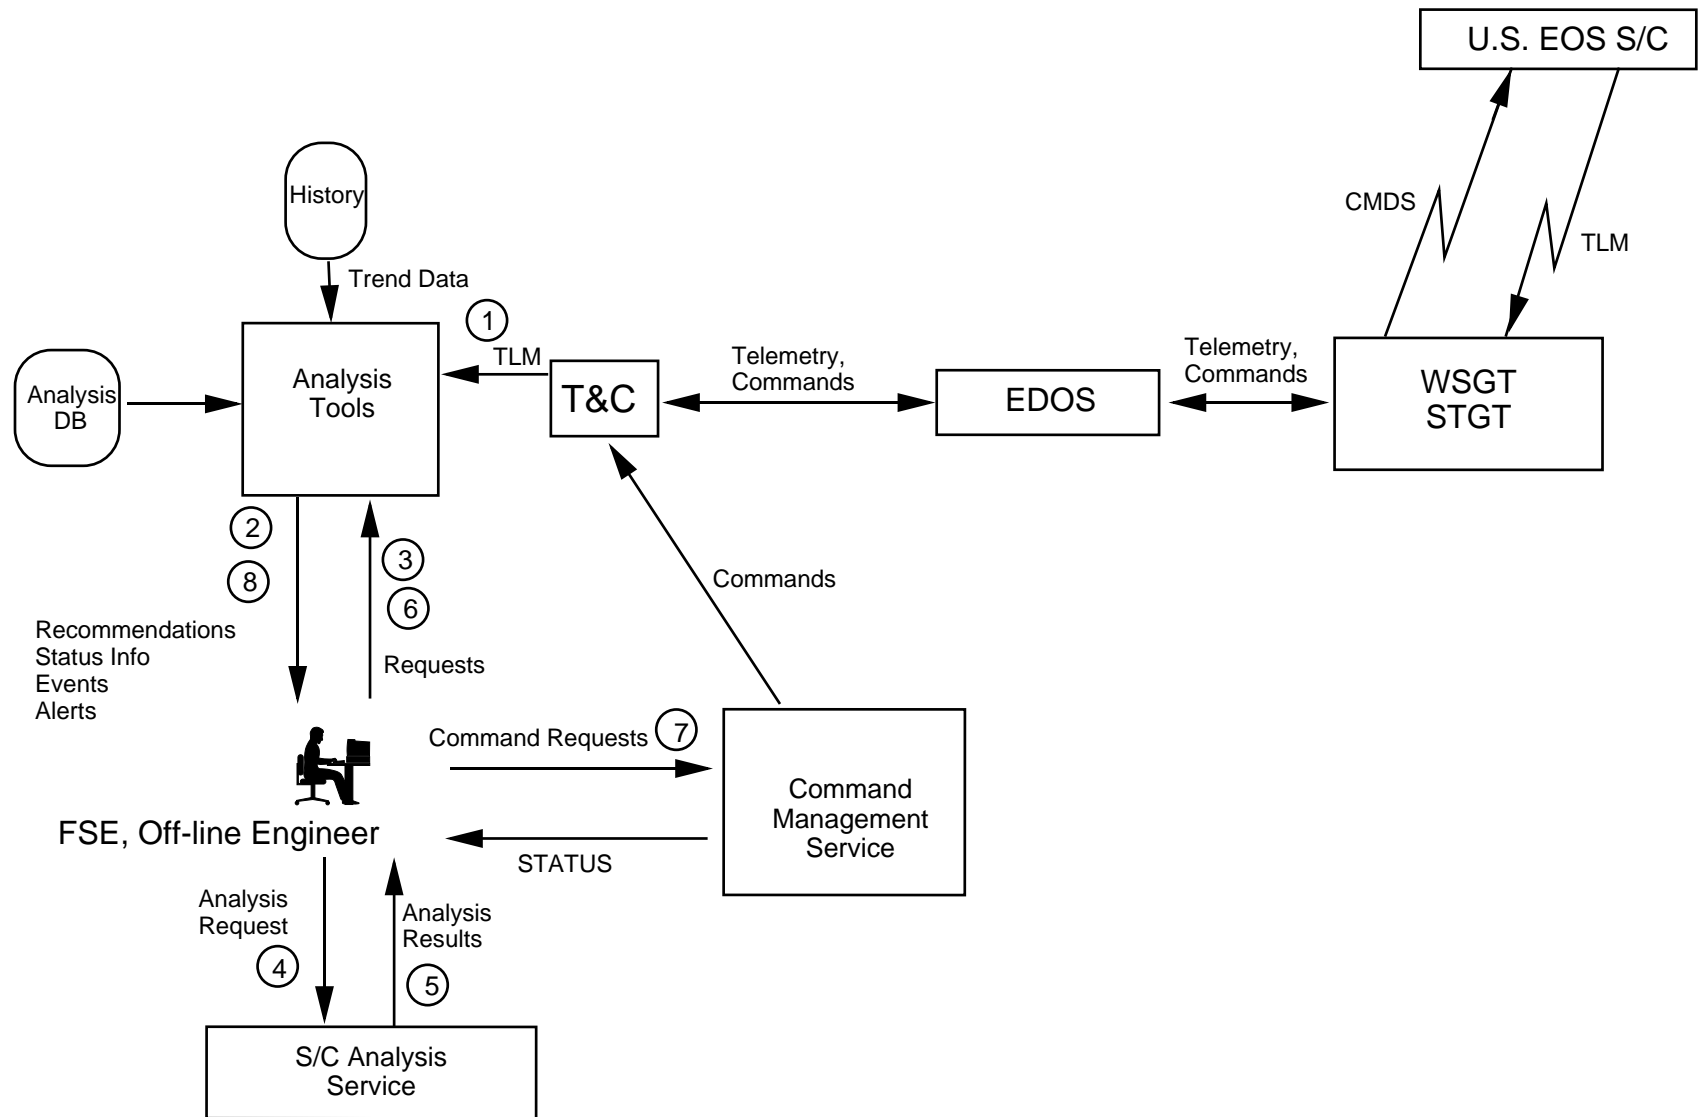 U.S. EOS S/C
History
CMDS
TLM
Trend Data
1
TLM
Analysis
DB
Analysis
Tools
T&C
Telemetry,
Commands
EDOS
Telemetry,
Commands
WSGT
STGT
2
8
3
6
Commands
Recommendations
Status Info
Events
Alerts
Requests
Command Requests
7
Command
Management
Service
FSE, Off-line Engineer
STATUS
Analysis
Request
4
Analysis
Results
5
S/C Analysis
Service